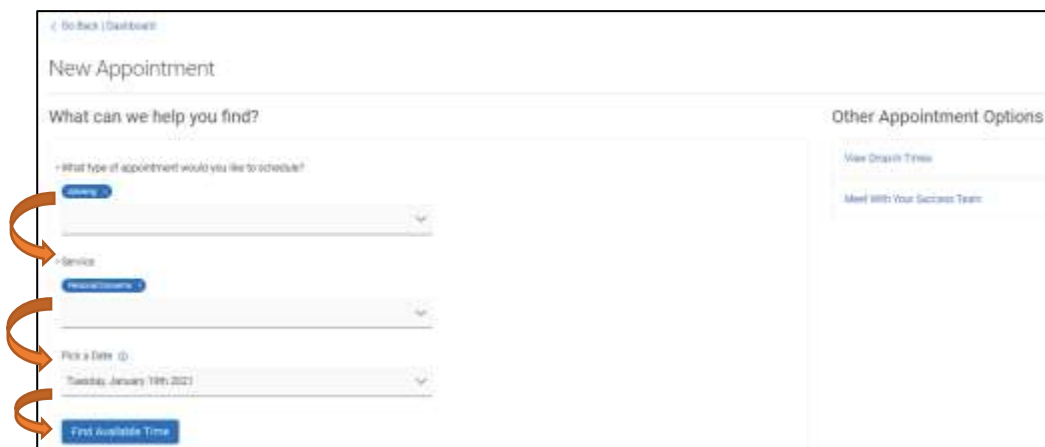 < Go Back | Dashboard
New Appointment
What can we help you find?
* What type of appointment would you like to schedule?
Advising ×
* Service
Personal Concerns ×
Pick a Date
Tuesday, January 19th 2021
Find Available Time
Other Appointment Options
View Drop-In Times
Meet With Your Success Team